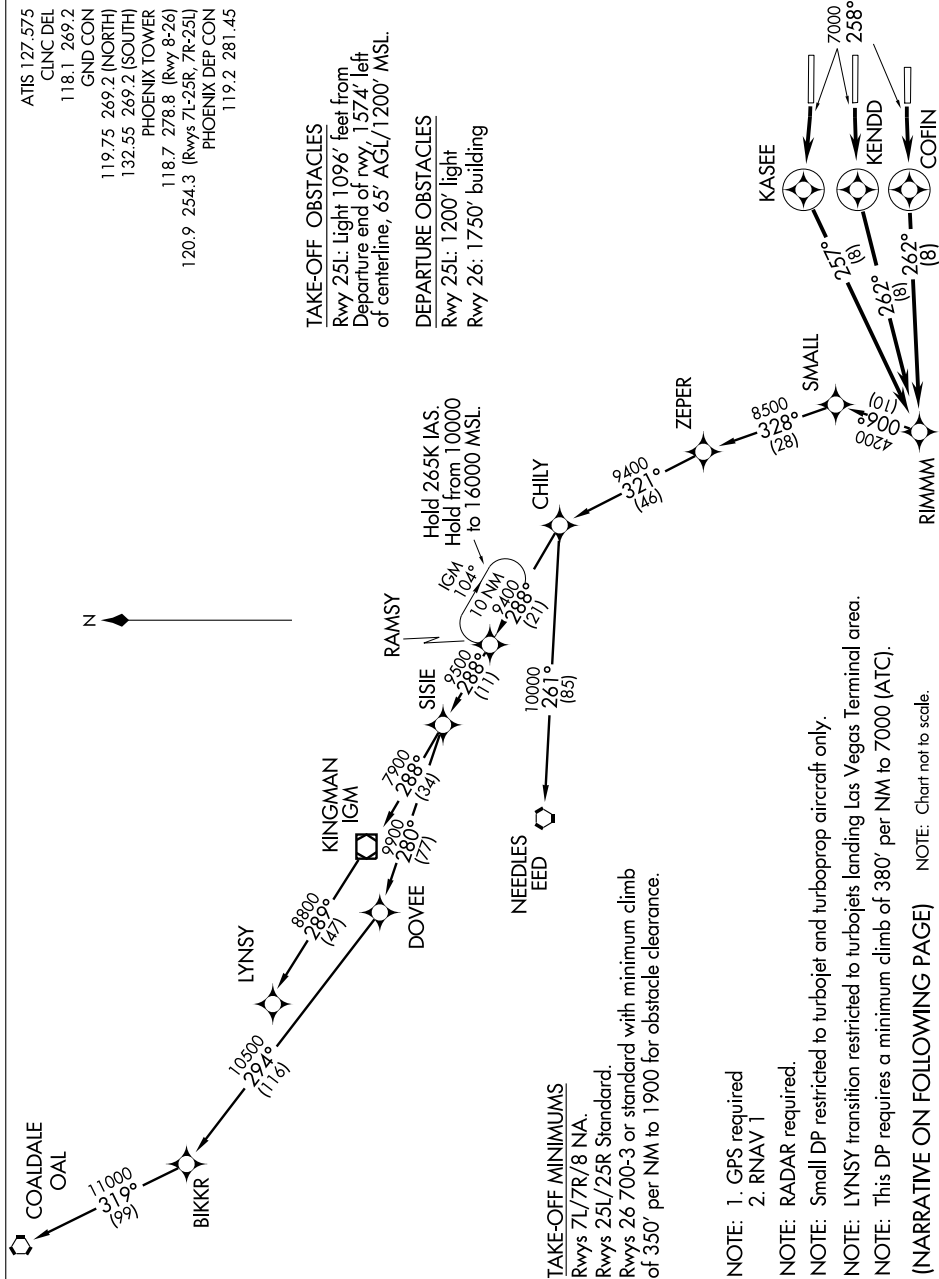 ATIS 127.575
CLNC DEL
118.1 269.2
GND CON
119.75 269.2 (NORTH)
132.55 269.2 (SOUTH)
PHOENIX TOWER
118.7 278.8 (Rwy 8-26)
120.9 254.3 (Rwys 7L-25R, 7R-25L)
PHOENIX DEP CON
119.2 281.45
TAKE-OFF OBSTACLES
Rwy 25L: Light 1096' feet from
Departure end of rwy, 1574' left
of centerline, 65' AGL/1200' MSL.
DEPARTURE OBSTACLES
Rwy 25L: 1200' light
Rwy 26: 1750' building
N
COALDALE
OAL
11000
319°
(99)
BIKKR
10500
294°
(116)
LYNSY
8800
289°
(47)
KINGMAN
IGM
DOVEE
7900
288°
(34)
9900
280°
(77)
SISIE
9500
288°
(11)
RAMSY
IGM
104°
10 NM
Hold 265K IAS.
Hold from 10000
to 16000 MSL.
9400
288°
(21)
CHILY
10000
261°
(85)
NEEDLES
EED
9400
321°
(46)
ZEPER
8500
328°
(28)
SMALL
4200
006°
(10)
RIMMM
257°
(8)
262°
(8)
262°
(8)
KASEE
KENDD
COFIN
7000
258°
TAKE-OFF MINIMUMS
Rwys 7L/7R/8 NA.
Rwys 25L/25R Standard.
Rwys 26 700-3 or standard with minimum climb
of 350' per NM to 1900 for obstacle clearance.
NOTE: 1. GPS required
2. RNAV 1
NOTE: RADAR required.
NOTE: Small DP restricted to turbojet and turboprop aircraft only.
NOTE: LYNSY transition restricted to turbojets landing Las Vegas Terminal area.
NOTE: This DP requires a minimum climb of 380' per NM to 7000 (ATC).
(NARRATIVE ON FOLLOWING PAGE) NOTE: Chart not to scale.